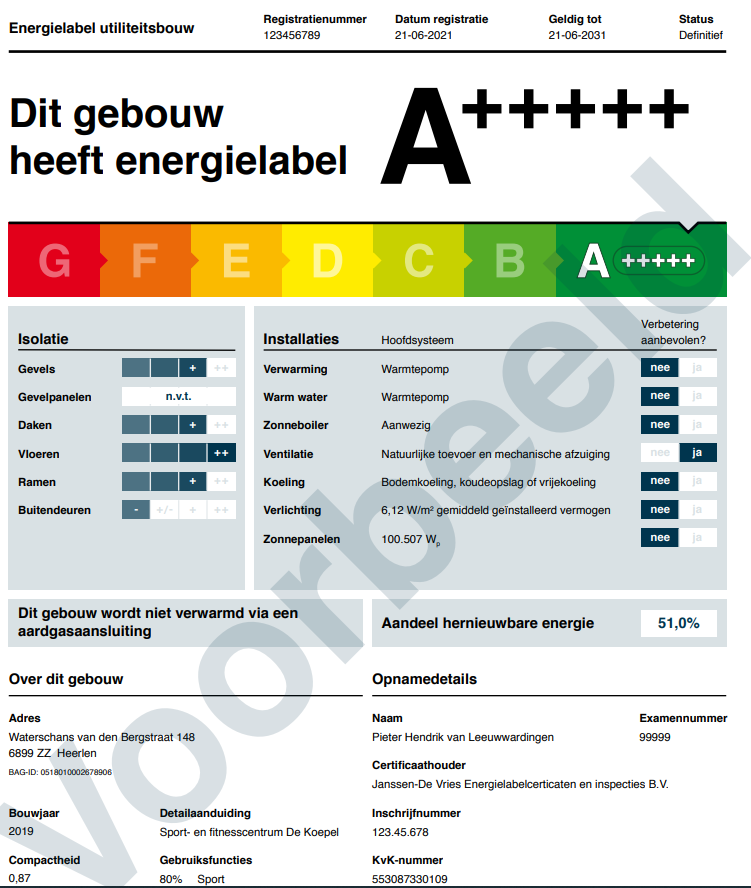 Energielabel utiliteitsbouw
Registratienummer
123456789
Datum registratie
21-06-2021
Geldig tot
21-06-2031
Status
Definitief
Dit gebouw
heeft energielabel
A+++++
G F E D C B A +++++
Isolatie
Gevels + ++
Gevelpanelen n.v.t.
Daken + ++
Vloeren ++
Ramen + ++
Buitendeuren - +/- + ++
Installaties Hoofdsysteem Verbetering
aanbevolen?
Verwarming Warmtepomp nee ja
Warm water Warmtepomp nee ja
Zonneboiler Aanwezig nee ja
Ventilatie Natuurlijke toevoer en mechanische afzuiging nee ja
Koeling Bodemkoeling, koudeopslag of vrijekoeling nee ja
Verlichting 6,12 W/m² gemiddeld geïnstalleerd vermogen nee ja
Zonnepanelen 100.507 Wp nee ja
Dit gebouw wordt niet verwarmd via een
aardgasaansluiting
Aandeel hernieuwbare energie 51,0%
Over dit gebouw
Adres
Waterschans van den Bergstraat 148
6899 ZZ Heerlen
BAG-ID: 0518010002678906
Bouwjaar
2019
Detailaanduiding
Sport- en fitnesscentrum De Koepel
Compactheid
0,87
Gebruiksfuncties
80% Sport
Opnamedetails
Naam
Pieter Hendrik van Leeuwwardingen
Examennummer
99999
Certificaathouder
Janssen-De Vries Energielabelcerticaten en inspecties B.V.
Inschrijfnummer
123.45.678
KvK-nummer
553087330109
Voorbeeld